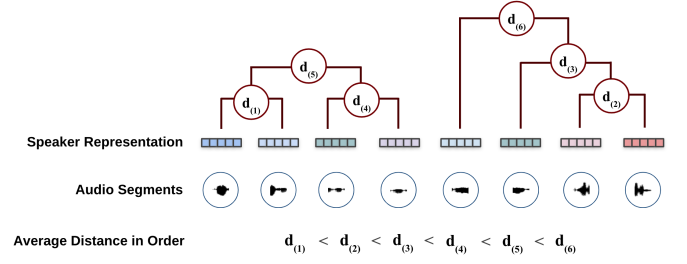 d(6)
d(5)
d(3)
d(1) d(4) d(2)
Speaker Representation
Audio Segments
Average Distance in Order d(1) < d(2) < d(3) < d(4) < d(5) < d(6)